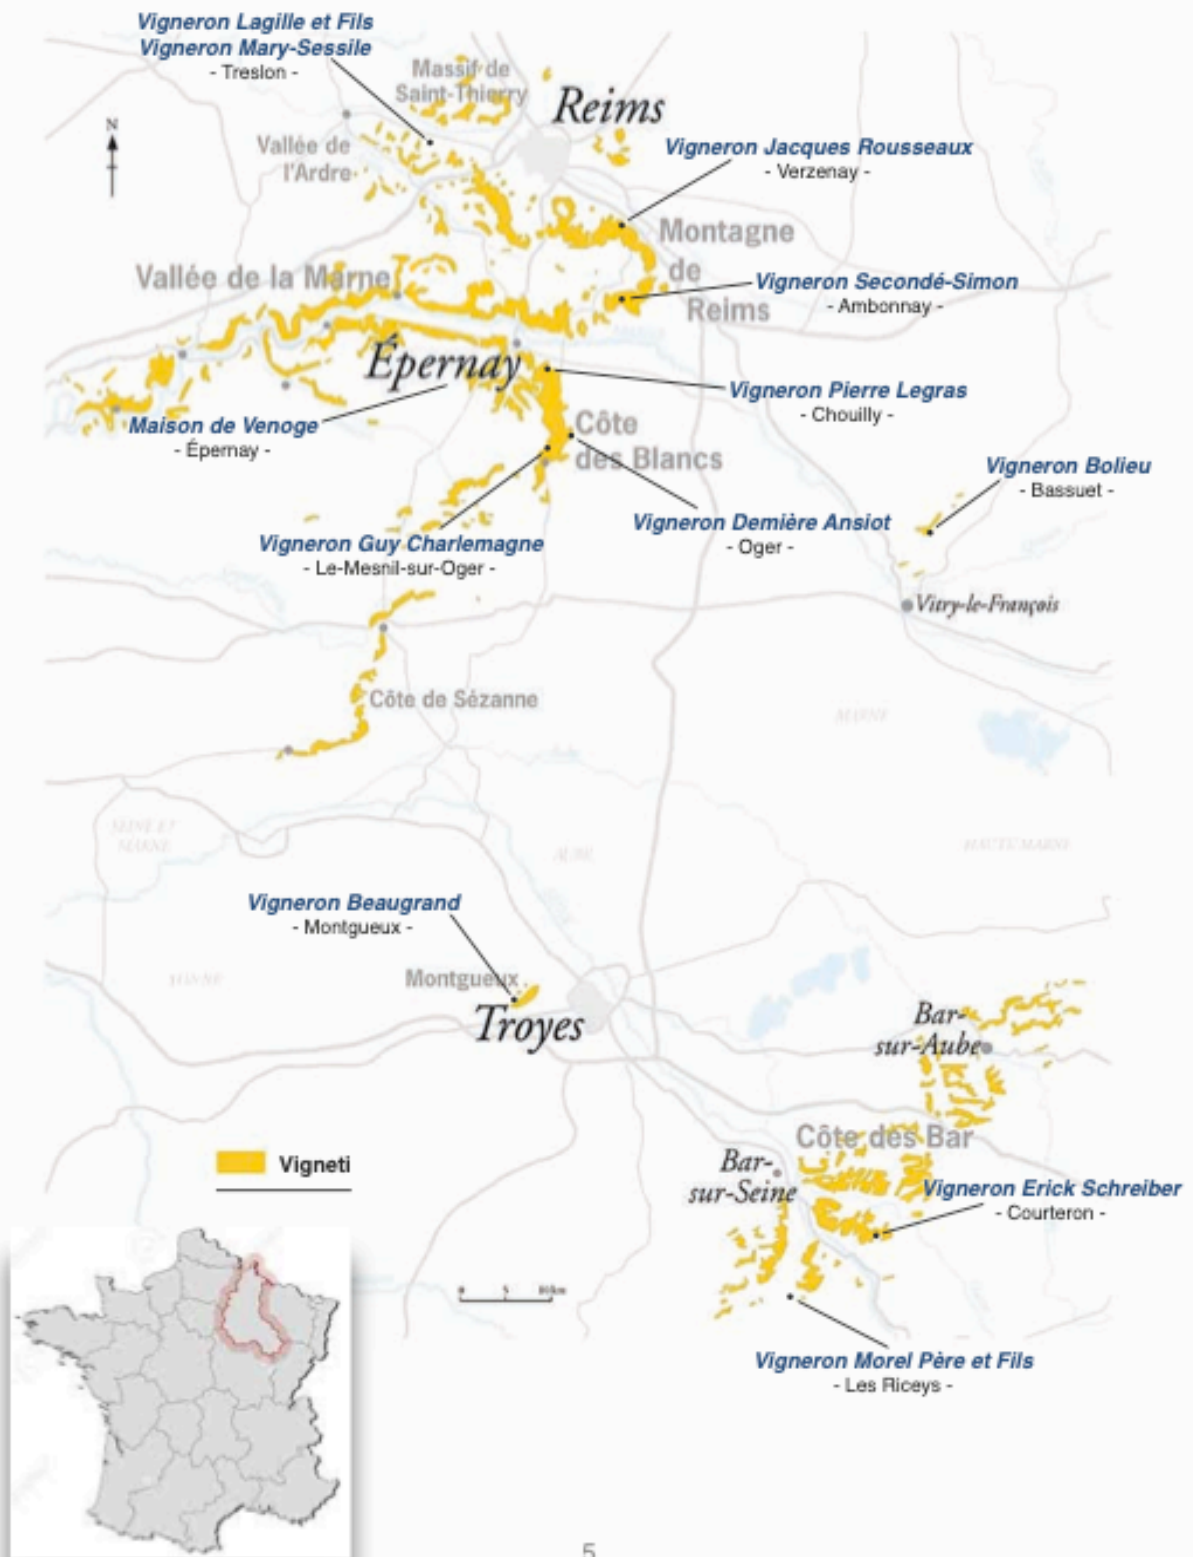 Vigneron Lagille et Fils
Vigneron Mary-Sessile
- Treslon -
Massif de
Saint-Thierry
Reims
N
Vallée de
l'Ardre
Vigneron Jacques Rousseaux
- Verzenay -
Montagne
de
Reims
Vallée de la Marne
Vigneron Secondé-Simon
- Ambonnay -
MARNE
Épernay
Vigneron Pierre Legras
- Chouilly -
Maison de Venoge
- Épernay -
Côte
des Blancs
Vigneron Bolieu
- Bassuet -
Vigneron Demière Ansiot
- Oger -
Vigneron Guy Charlemagne
- Le-Mesnil-sur-Oger -
Vitry-le-François
Côte de Sézanne
MARNE
SEINE ET
MARNE
AUBE
HAUTE MARNE
Vigneron Beaugrand
- Montgueux -
YONNE
Montgueux
Troyes
Bar-
sur-Aube
Côte des Bar
Vigneti
Bar-
sur-Seine
Vigneron Erick Schreiber
- Courteron -
0 5 10km
Vigneron Morel Père et Fils
- Les Riceys -
5